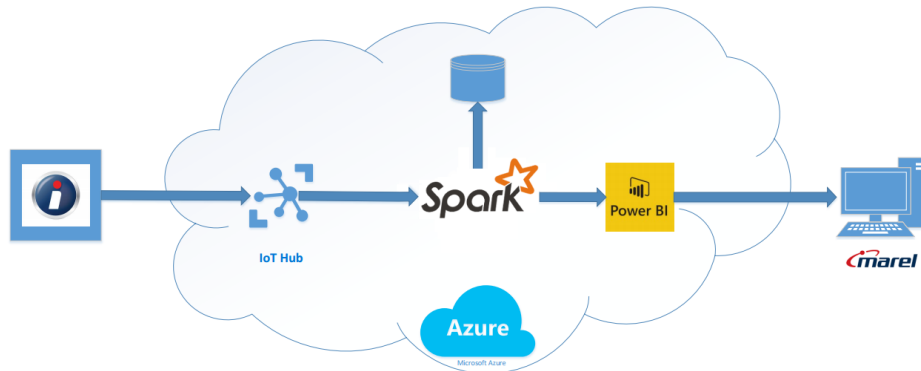 i
Spark
Power BI
IoT Hub
marel
Azure
Microsoft Azure